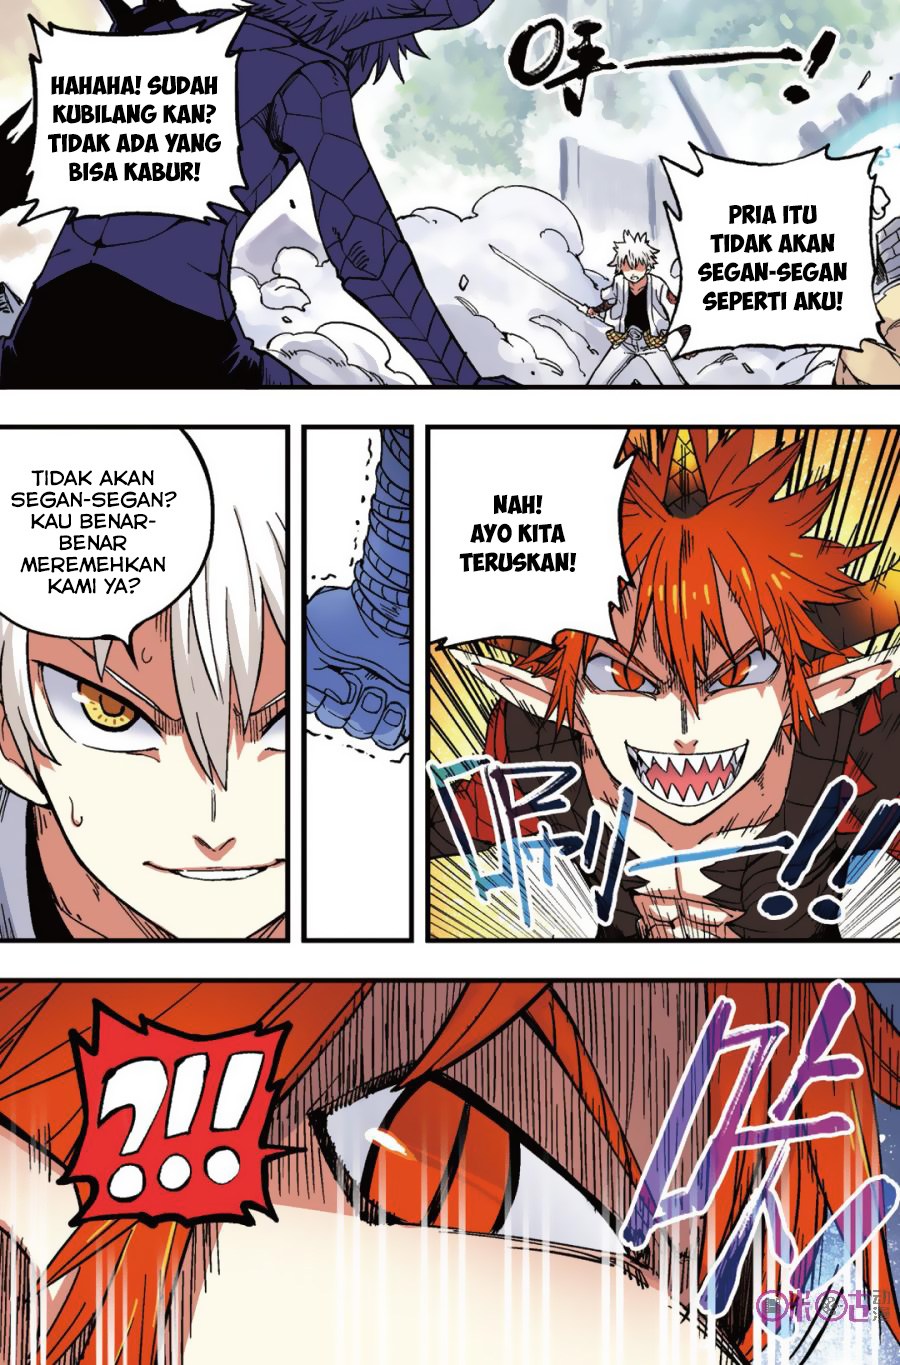 呼——!
HAHAHA! SUDAH
KUBILANG KAN?
TIDAK ADA YANG
BISA KABUR!
PRIA ITU
TIDAK AKAN
SEGAN-SEGAN
SEPERTI AKU!
TIDAK AKAN
SEGAN-SEGAN?
KAU BENAR-
BENAR
MEREMEHKAN
KAMI YA?
NAH!
AYO KITA
TERUSKAN!
?!!